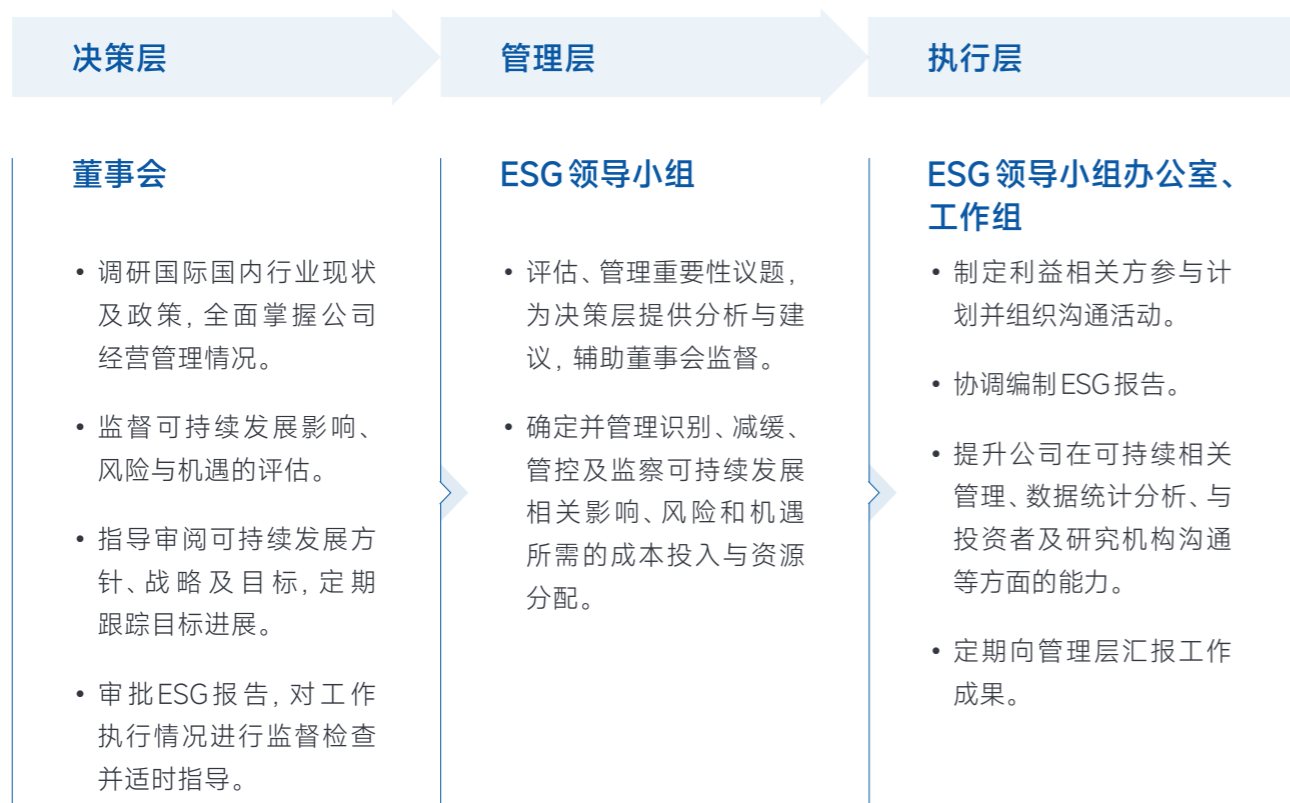 决策层
董事会
• 调研国际国内行业现状
及政策，全面掌握公司
经营管理情况。
• 监督可持续发展影响、
风险与机遇的评估。
• 指导审阅可持续发展方
针、战略及目标，定期
跟踪目标进展。
• 审批ESG报告，对工作
执行情况进行监督检查
并适时指导。
管理层
ESG领导小组
• 评估、管理重要性议题，
为决策层提供分析与建
议，辅助董事会监督。
• 确定并管理识别、减缓、
管控及监察可持续发展
相关影响、风险和机遇
所需的成本投入与资源
分配。
执行层
ESG领导小组办公室、
工作组
• 制定利益相关方参与计
划并组织沟通活动。
• 协调编制ESG报告。
• 提升公司在可持续相关
管理、数据统计分析、与
投资者及研究机构沟通
等方面的能力。
• 定期向管理层汇报工作
成果。